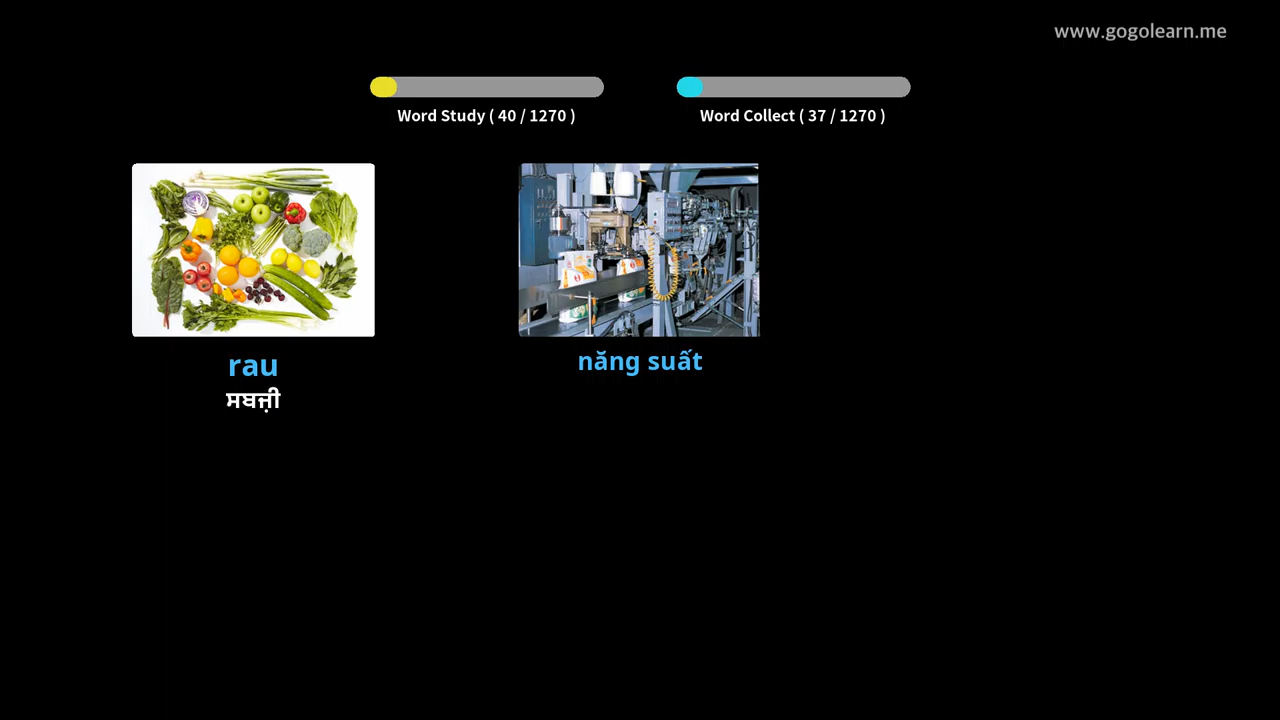 www.gogolearn.me
Word Study ( 40 / 1270 )
Word Collect ( 37 / 1270 )
rau
ਸਬਜ਼ੀ
năng suất